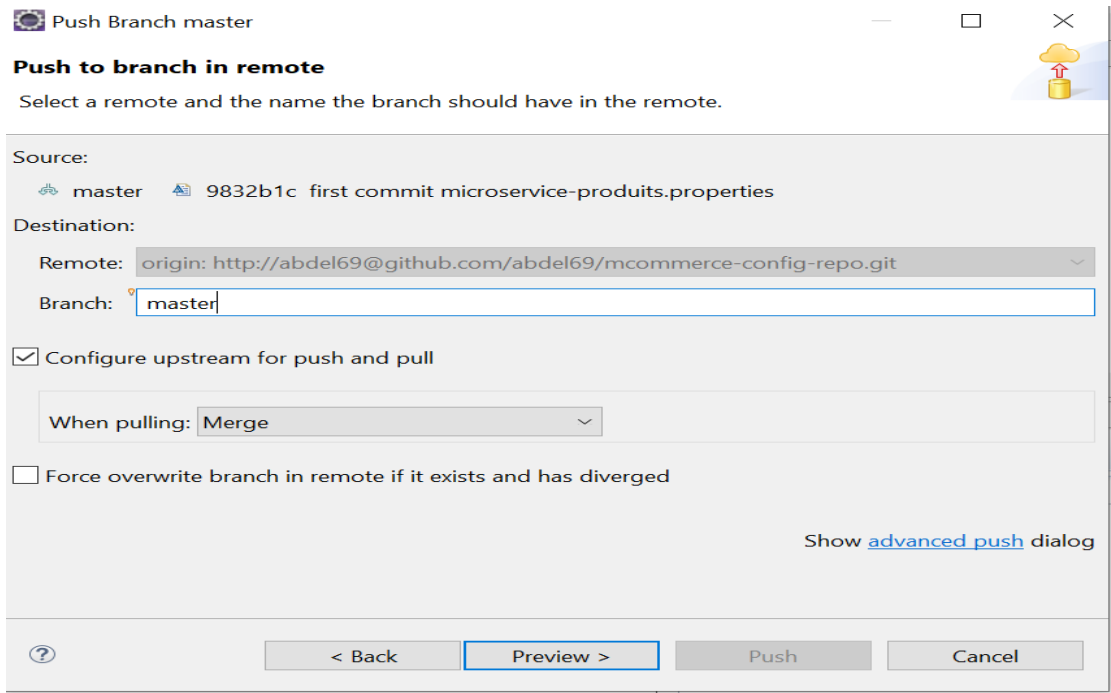 Push Branch master
Push to branch in remote
Select a remote and the name the branch should have in the remote.
Source:
master 9832b1c first commit microservice-produits.properties
Destination:
Remote: origin: http://abdel69@github.com/abdel69/mcommerce-config-repo.git
Branch: master
Configure upstream for push and pull
When pulling: Merge
Force overwrite branch in remote if it exists and has diverged
Show advanced push dialog
? < Back Preview > Push Cancel